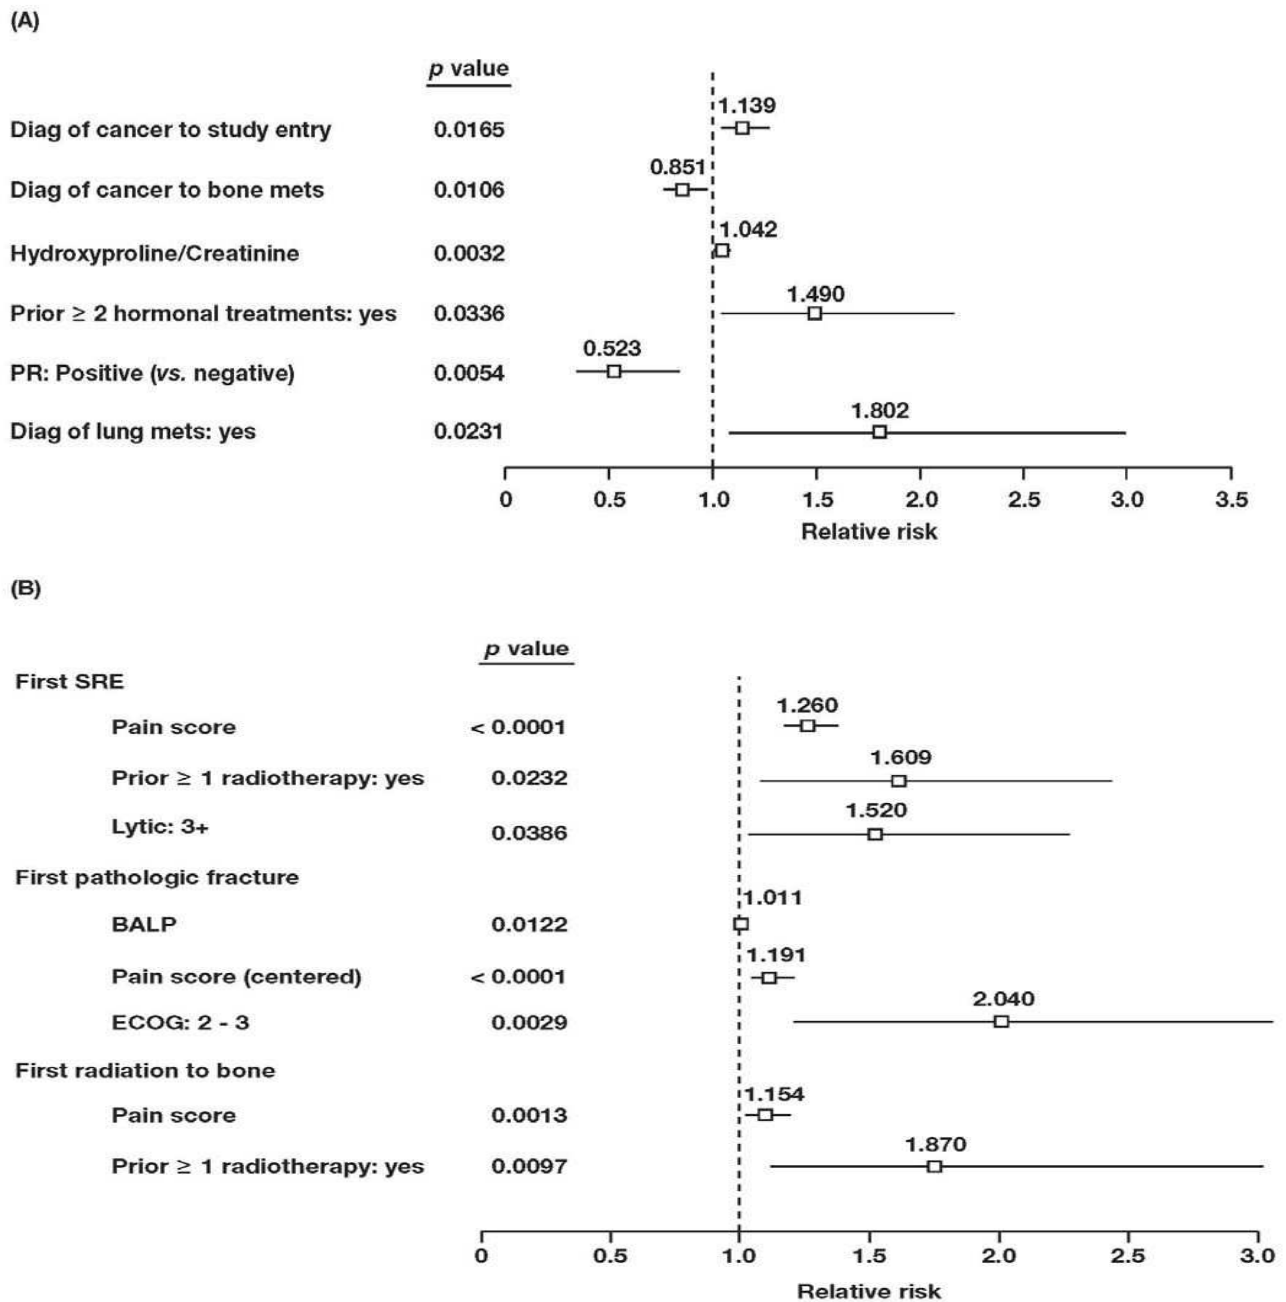 (A)
p value
1.139
Diag of cancer to study entry 0.0165
0.851
Diag of cancer to bone mets 0.0106
1.042
Hydroxyproline/Creatinine 0.0032
1.490
Prior ≥ 2 hormonal treatments: yes 0.0336
0.523
PR: Positive (vs. negative) 0.0054
1.802
Diag of lung mets: yes 0.0231
0 0.5 1.0 1.5 2.0 2.5 3.0 3.5
Relative risk
(B)
p value
First SRE
1.260
Pain score < 0.0001
1.609
Prior ≥ 1 radiotherapy: yes 0.0232
1.520
Lytic: 3+ 0.0386
First pathologic fracture
1.011
BALP 0.0122
1.191
Pain score (centered) < 0.0001
2.040
ECOG: 2 - 3 0.0029
First radiation to bone
1.154
Pain score 0.0013
1.870
Prior ≥ 1 radiotherapy: yes 0.0097
0 0.5 1.0 1.5 2.0 2.5 3.0
Relative risk